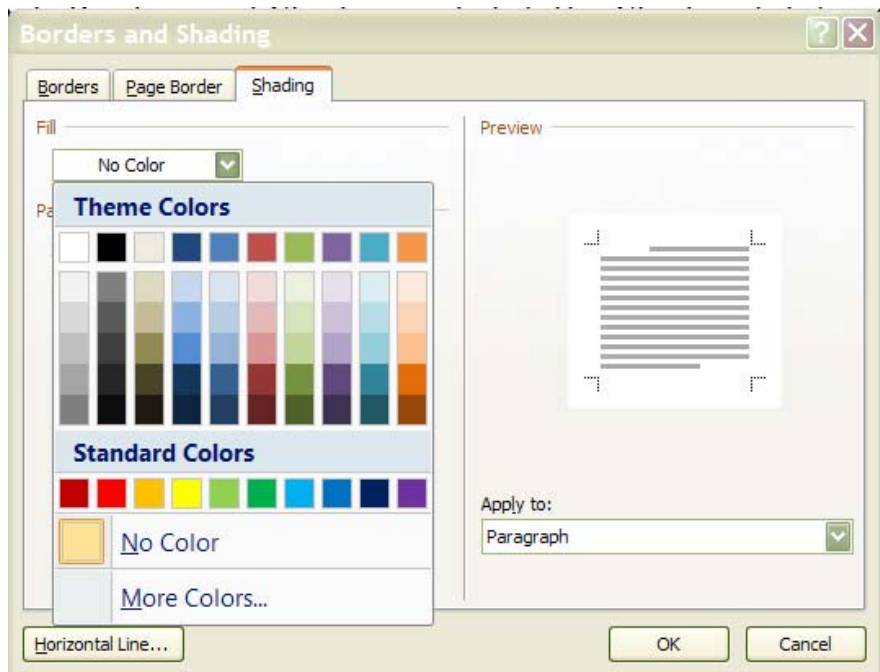 Borders and Shading
Borders
Page Border
Shading
Fill
Preview
No Color
Pa
Theme Colors
Standard Colors
No Color
More Colors...
Apply to:
Paragraph
Horizontal Line...
OK
Cancel